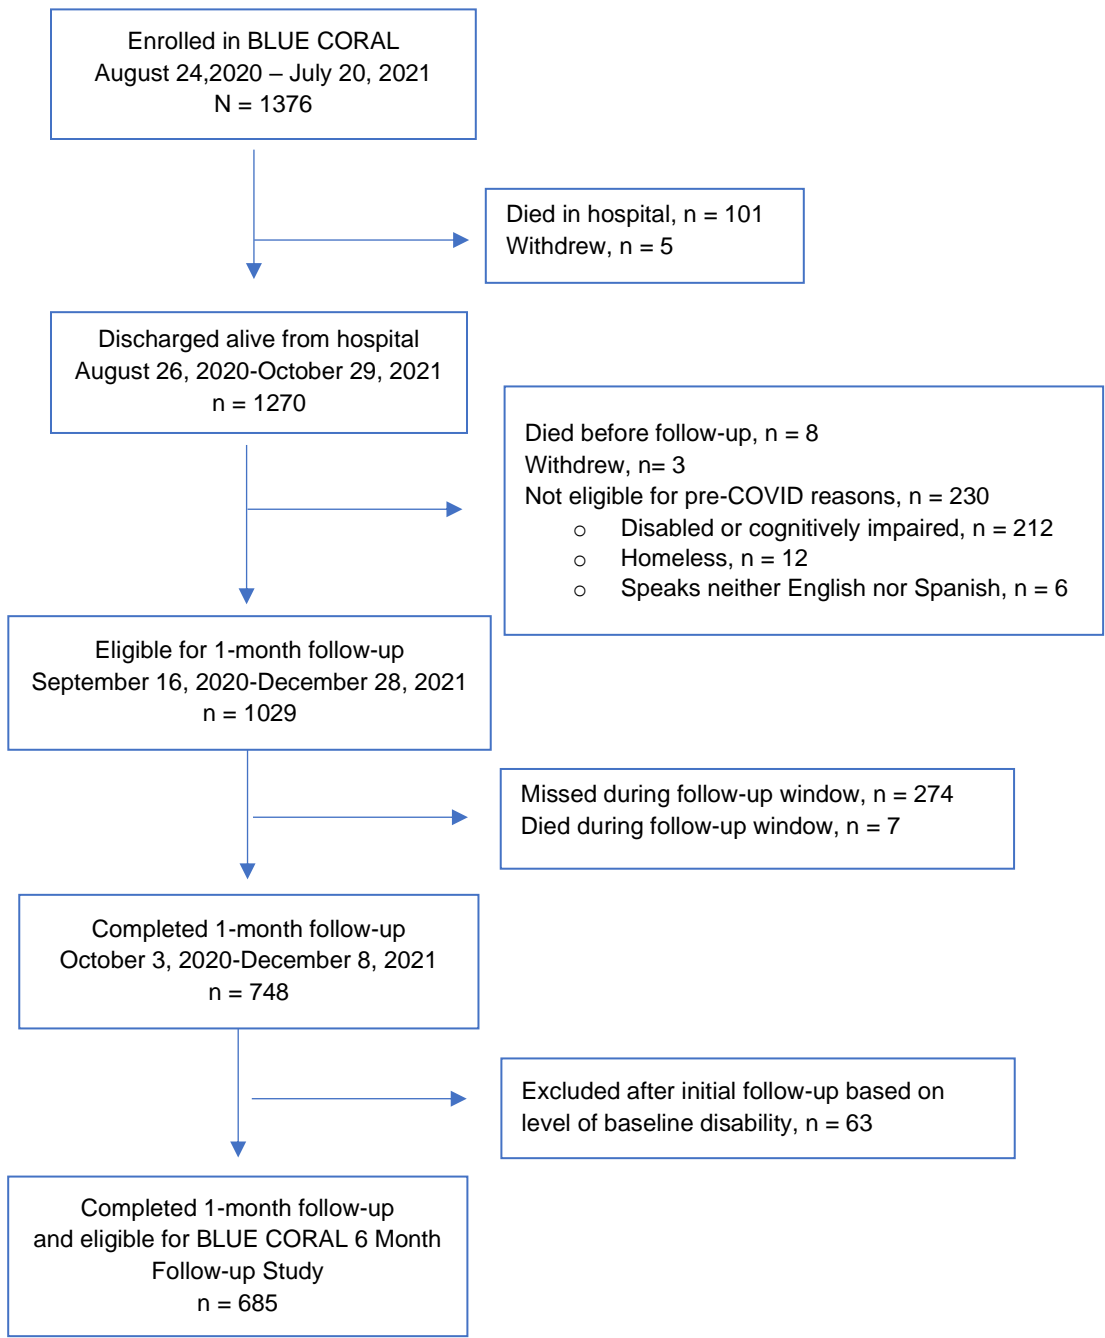 Enrolled in BLUE CORAL
August 24,2020 – July 20, 2021
N = 1376
Died in hospital, n = 101
Withdrew, n = 5
Discharged alive from hospital
August 26, 2020-October 29, 2021
n = 1270
Died before follow-up, n = 8
Withdrew, n= 3
Not eligible for pre-COVID reasons, n = 230
o Disabled or cognitively impaired, n = 212
o Homeless, n = 12
o Speaks neither English nor Spanish, n = 6
Eligible for 1-month follow-up
September 16, 2020-December 28, 2021
n = 1029
Missed during follow-up window, n = 274
Died during follow-up window, n = 7
Completed 1-month follow-up
October 3, 2020-December 8, 2021
n = 748
Excluded after initial follow-up based on
level of baseline disability, n = 63
Completed 1-month follow-up
and eligible for BLUE CORAL 6 Month
Follow-up Study
n = 685